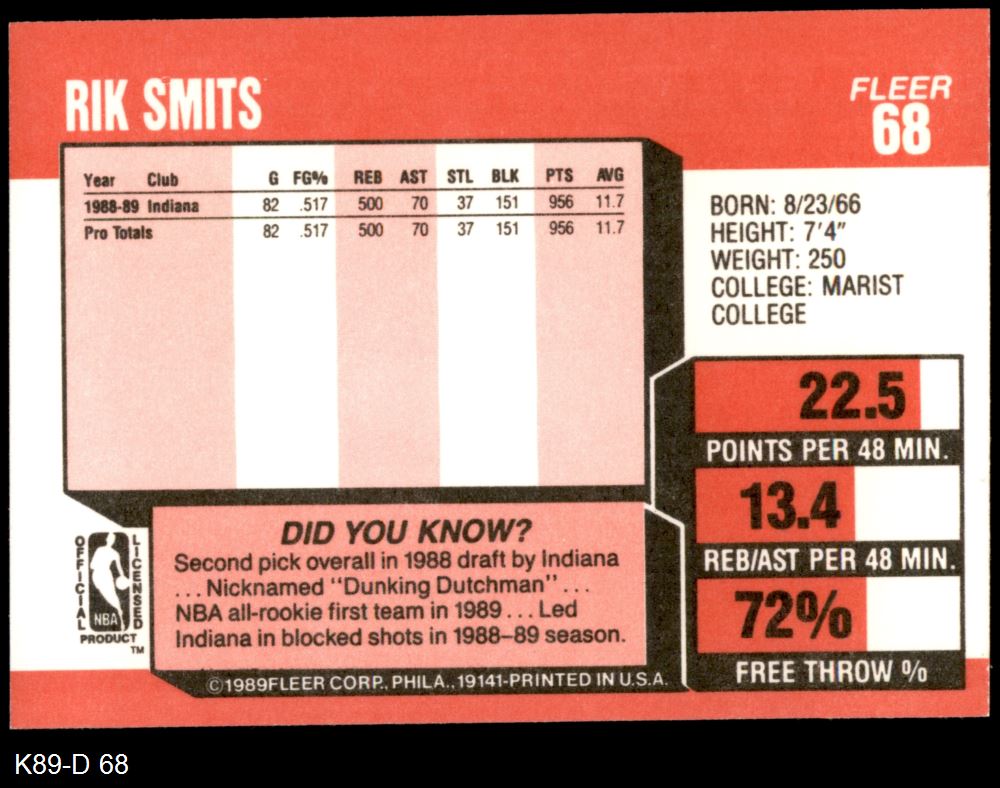 RIK SMITS
FLEER
68
Year Club G FG% REB AST STL BLK PTS AVG
1988-89 Indiana 82 .517 500 70 37 151 956 11.7
Pro Totals 82 .517 500 70 37 151 956 11.7
BORN: 8/23/66
HEIGHT: 7'4"
WEIGHT: 250
COLLEGE: MARIST
COLLEGE
22.5
POINTS PER 48 MIN.
13.4
REB/AST PER 48 MIN.
72%
FREE THROW %
OFFICIAL
LICENSED
NBA
PRODUCT
TM
DID YOU KNOW?
Second pick overall in 1988 draft by Indiana
... Nicknamed "Dunking Dutchman" ...
NBA all-rookie first team in 1989 ... Led
Indiana in blocked shots in 1988–89 season.
©1989FLEER CORP., PHILA., 19141-PRINTED IN U.S.A.
K89-D 68